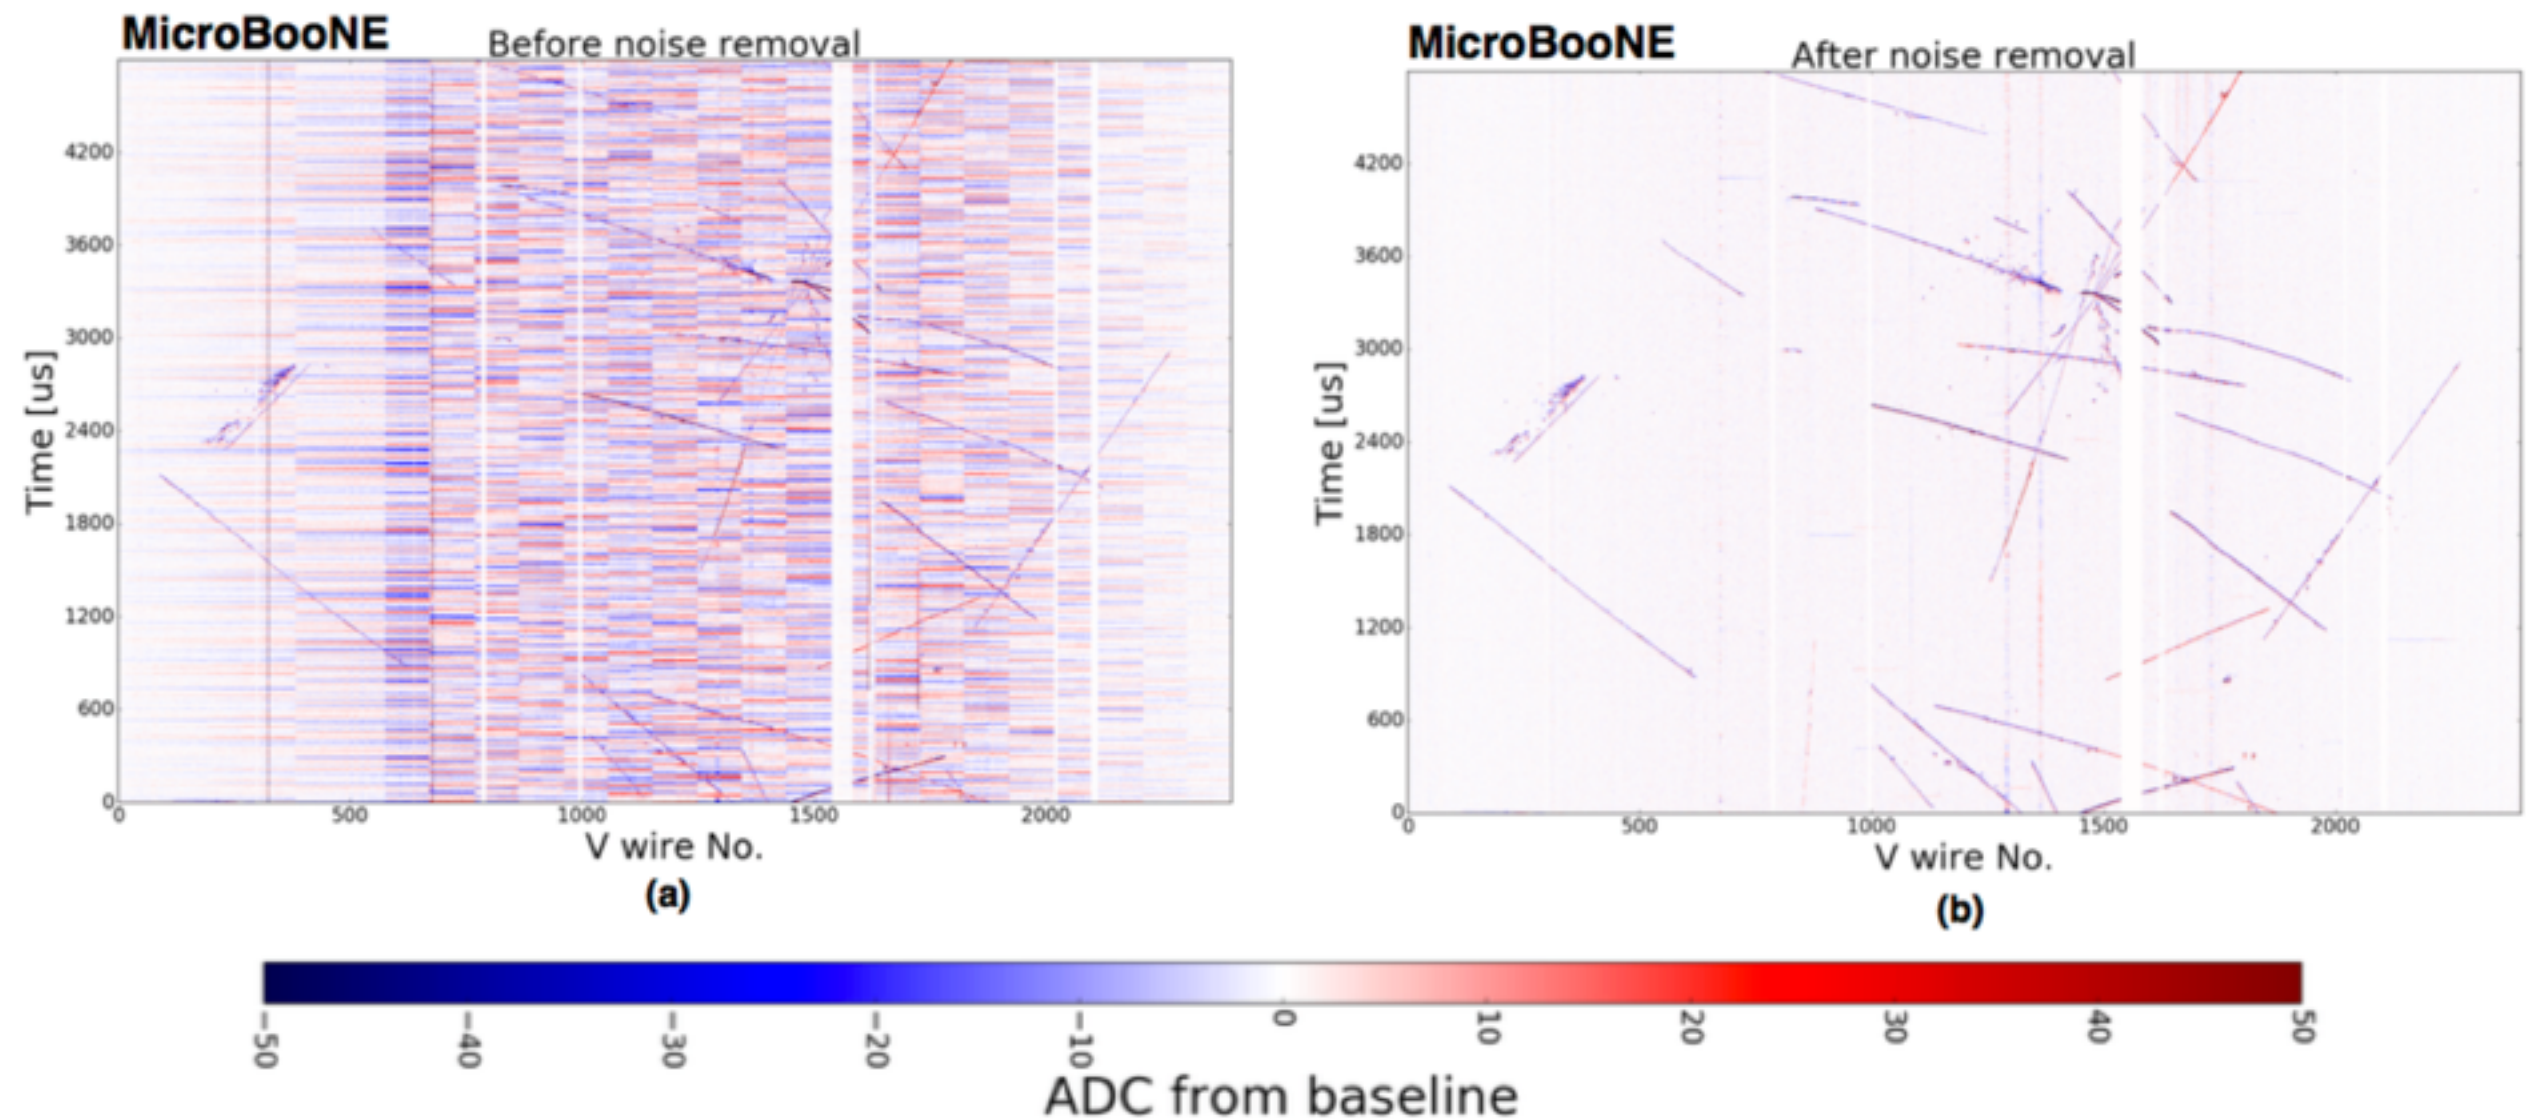 MicroBooNE
Before noise removal
4200
3600
3000
2400
1800
1200
600
0
Time [us]
0 500 1000 1500 2000
V wire No.
(a)
MicroBooNE
After noise removal
4200
3600
3000
2400
1800
1200
600
0
Time [us]
0 500 1000 1500 2000
V wire No.
(b)
−50 −40 −30 −20 −10 0 10 20 30 40 50
ADC from baseline